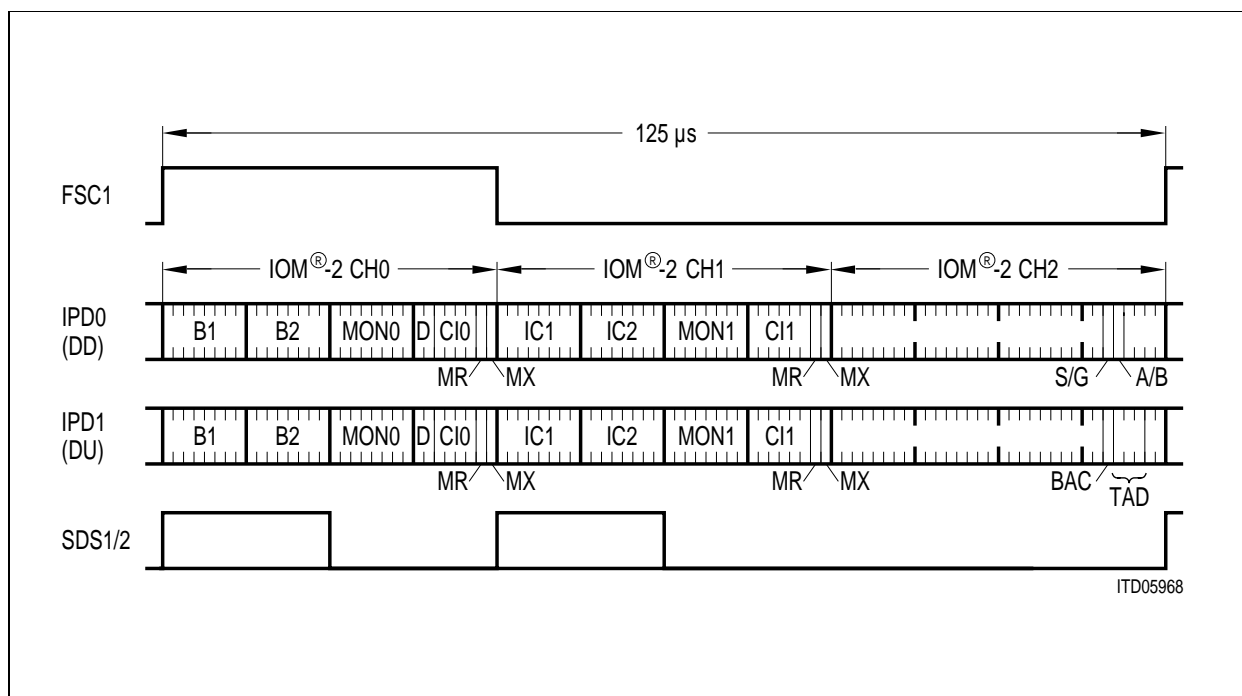 125 µs
FSC1
IOM®-2 CH0 IOM®-2 CH1 IOM®-2 CH2
IPD0
(DD)
B1 B2 MON0 D CI0 IC1 IC2 MON1 CI1
MR MX MR MX S/G A/B
IPD1
(DU)
B1 B2 MON0 D CI0 IC1 IC2 MON1 CI1
MR MX MR MX BAC TAD
SDS1/2
ITD05968